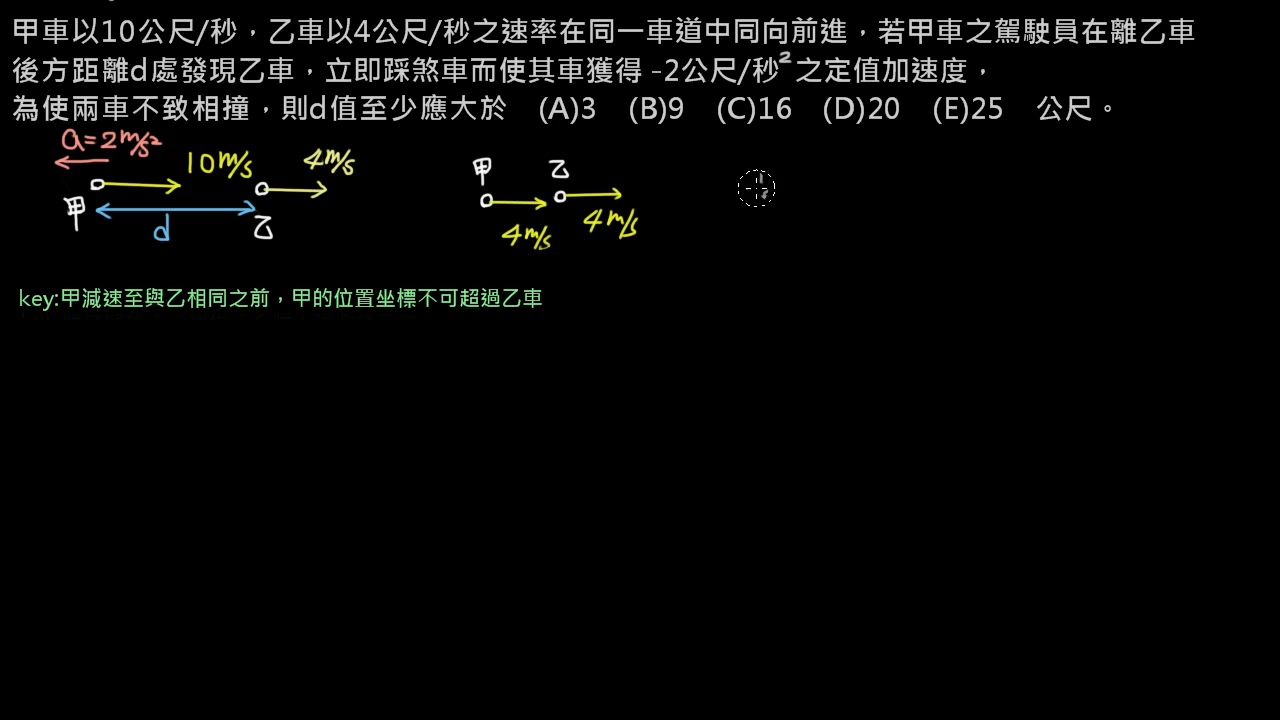 甲車以10公尺/秒，乙車以4公尺/秒之速率在同一車道中同向前進，若甲車之駕駛員在離乙車
後方距離d處發現乙車，立即踩煞車而使其車獲得 -2公尺/秒² 之定值加速度，
為使兩車不致相撞，則d值至少應大於 (A)3 (B)9 (C)16 (D)20 (E)25 公尺。
a=2m/s²
10m/s
4m/s
甲
d
乙
甲
乙
4m/s
4m/s
key:甲減速至與乙相同之前，甲的位置坐標不可超過乙車